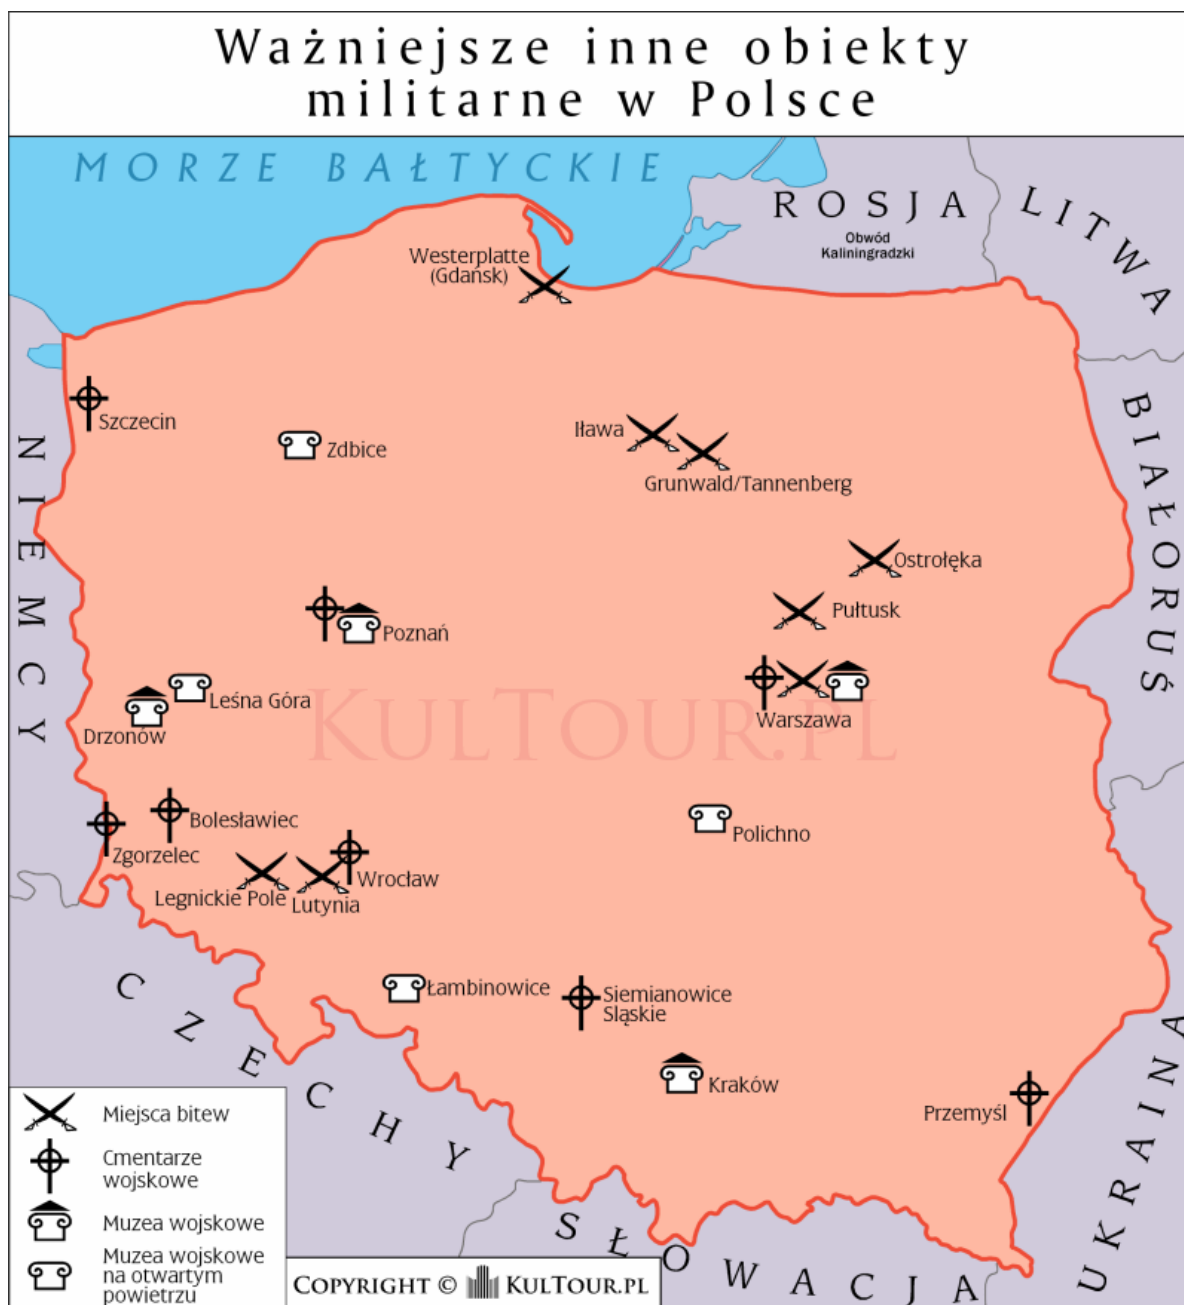 Ważniejsze inne obiekty
militarne w Polsce
MORZE BAŁTYCKIE
ROSJA
Obwód
Kaliningradzki
LITWA
BIAŁORUŚ
NIEMCY
Westerplatte
(Gdańsk)
Szczecin
Zdbice
Iława
Grunwald/Tannenberg
Ostrołęka
Pułtusk
Poznań
Leśna Góra
Drzonów
KulTour.pl
Warszawa
Bolesławiec
Polichno
Zgorzelec
Wrocław
Legnickie Pole
Lutynia
Łambinowice
Siemianowice
Sląskie
Kraków
Przemyśl
CZECHY
SŁOWACJA
UKRAINA
Miejsca bitew
Cmentarze
wojskowe
Muzea wojskowe
Muzea wojskowe
na otwartym
powietrzu
Copyright © KulTour.pl